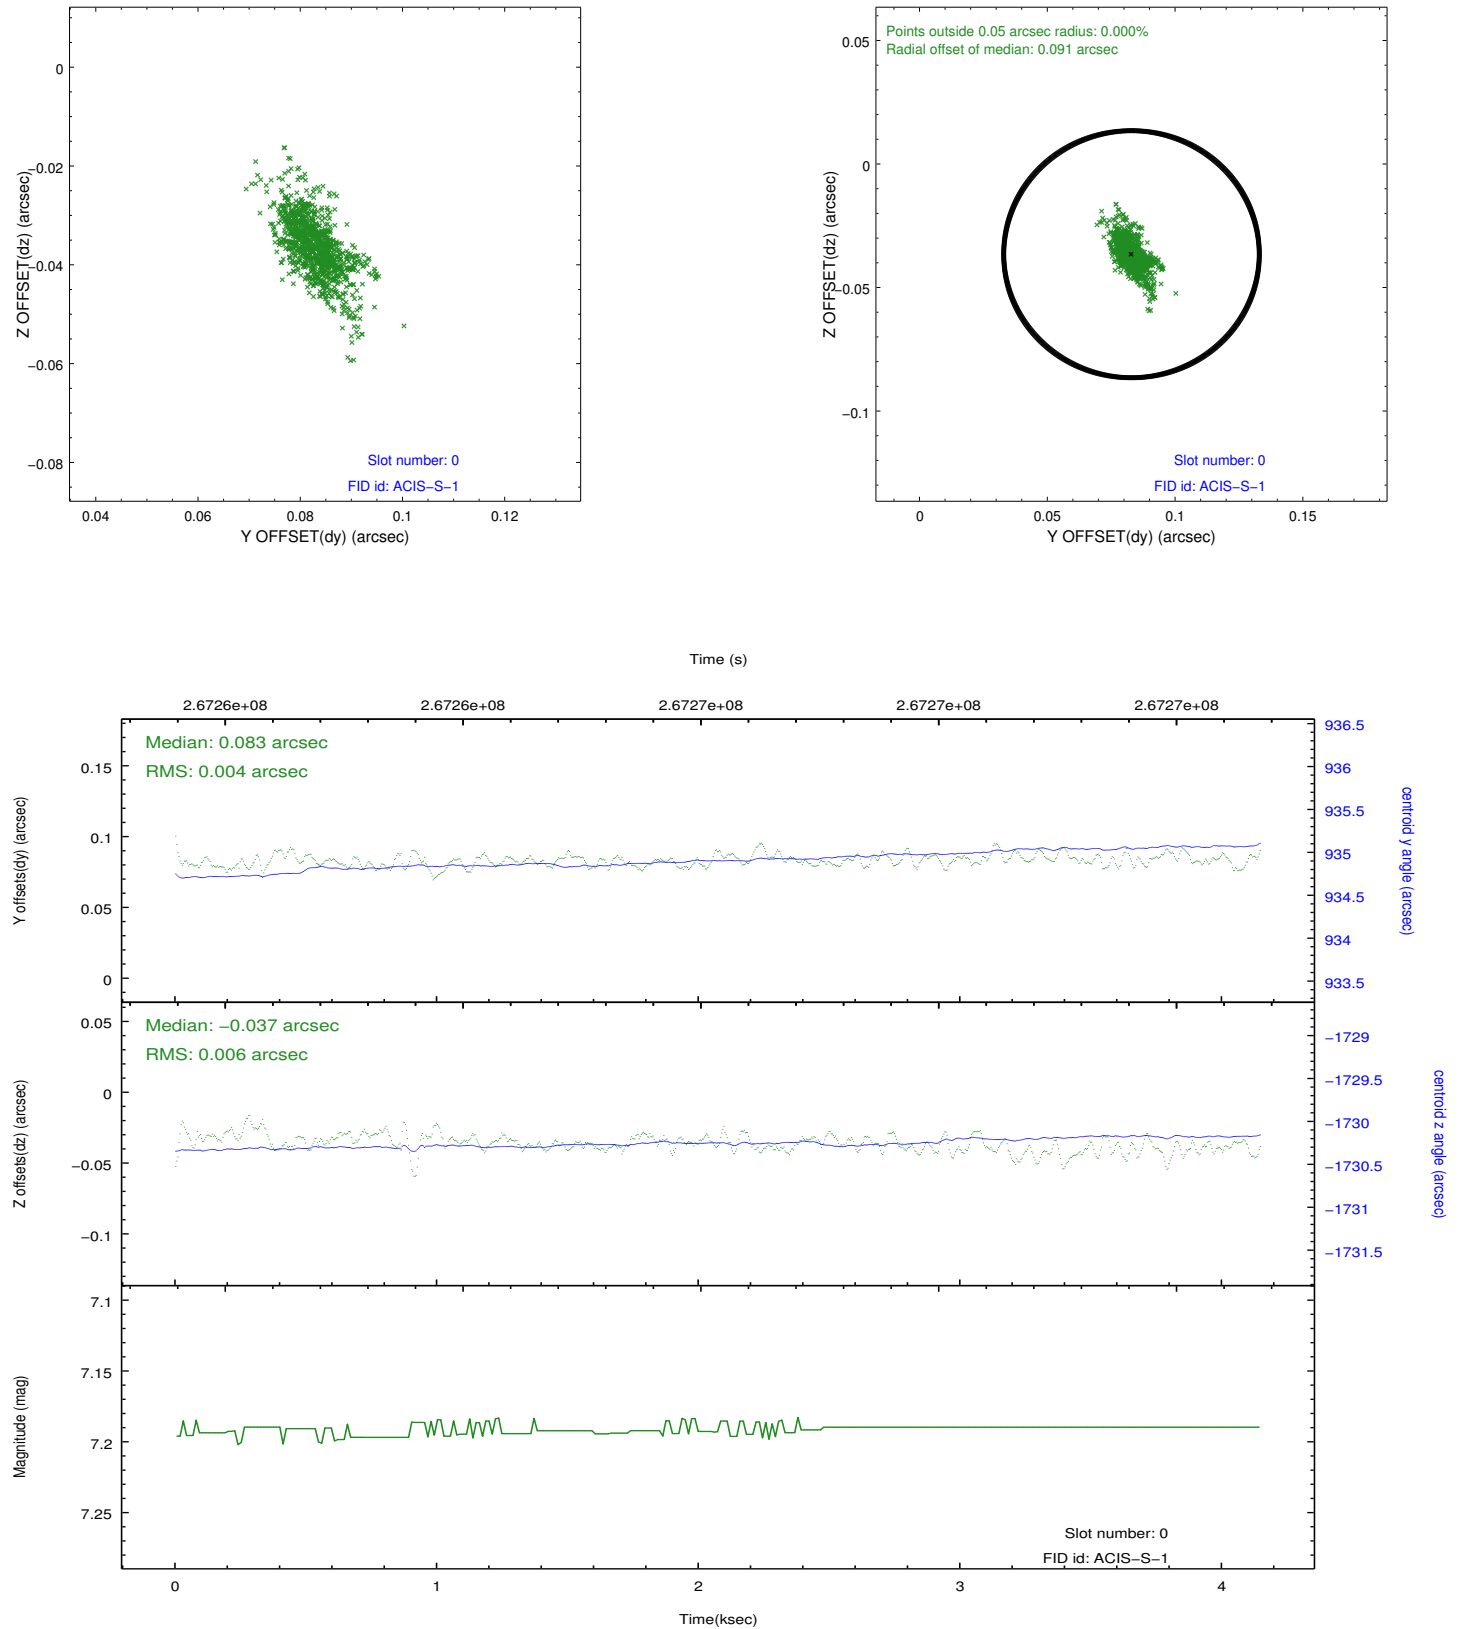 0
−0.02
−0.04
−0.06
−0.08
Z OFFSET(dz) (arcsec)
Slot number: 0
FID id: ACIS−S−1
0.04 0.06 0.08 0.1 0.12
Y OFFSET(dy) (arcsec)
Points outside 0.05 arcsec radius: 0.000%
Radial offset of median: 0.091 arcsec
0.05
0
−0.05
−0.1
Z OFFSET(dz) (arcsec)
Slot number: 0
FID id: ACIS−S−1
0 0.05 0.1 0.15
Y OFFSET(dy) (arcsec)
Time (s)
2.6726e+08 2.6726e+08 2.6727e+08 2.6727e+08 2.6727e+08
Median: 0.083 arcsec
RMS: 0.004 arcsec
0.15
0.1
0.05
0
Y offsets(dy) (arcsec)
936.5
936
935.5
935
934.5
934
933.5
centroid y angle (arcsec)
Median: −0.037 arcsec
RMS: 0.006 arcsec
0.05
0
−0.05
−0.1
Z offsets(dz) (arcsec)
−1729
−1729.5
−1730
−1730.5
−1731
−1731.5
centroid z angle (arcsec)
7.1
7.15
7.2
7.25
Magnitude (mag)
Slot number: 0
FID id: ACIS−S−1
0 1 2 3 4
Time(ksec)